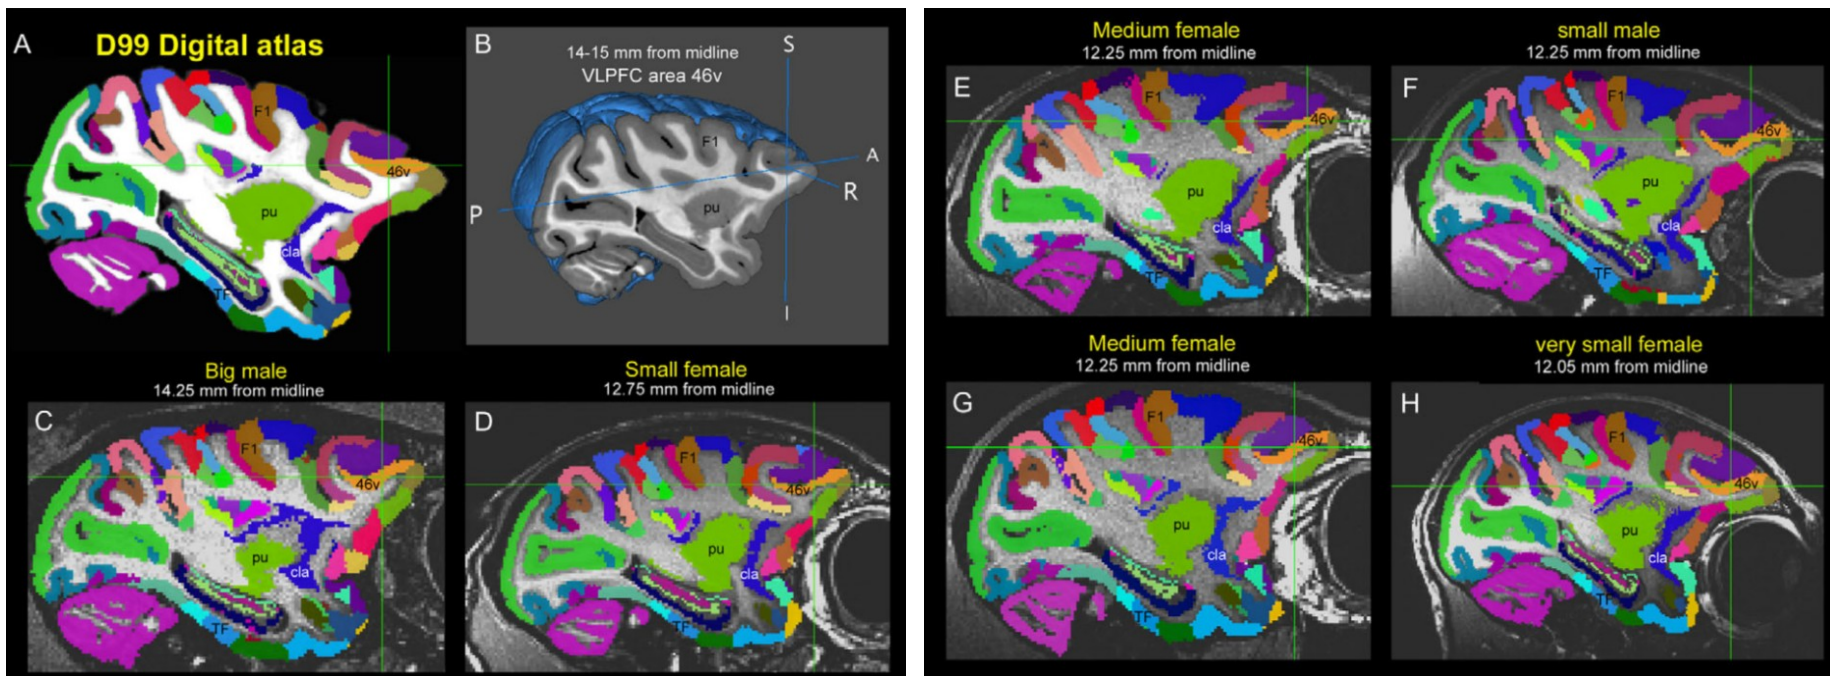 A
D99 Digital atlas
F1
46v
pu
cla
TF
B
14-15 mm from midline
VLPFC area 46v
S
F1
A
R
P
pu
I
Big male
14.25 mm from midline
C
F1
46v
pu
cla
TF
Small female
12.75 mm from midline
D
F1
46v
pu
cla
TF
Medium female
12.25 mm from midline
E
F1
46v
pu
cla
TF
small male
12.25 mm from midline
F
F1
46v
pu
cla
TF
Medium female
12.25 mm from midline
G
F1
46v
pu
cla
TF
very small female
12.05 mm from midline
H
F1
46v
pu
cla
TF